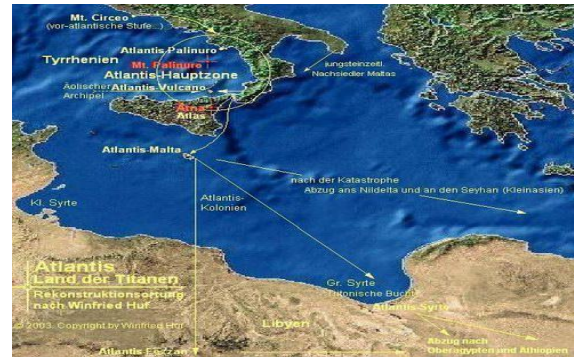 Mt. Circeo
(vor-atlantische Stufe...)
Atlantis-Palinuro
Tyrrhenien
Mt. Palinuro
Atlantis-Hauptzone
jungsteinzeitl.
Nachsiedler Maltas
Äolischer
Archipel
Atlantis-Vulcano
Ätna
Atlas
Atlantis-Malta
nach der Katastrophe
Abzug ans Nildelta und an den Seyhan (Kleinasien)
Atlantis-
Kolonien
Kl. Syrte
Atlantis
Land der Titanen
Rekonstruktionsortung
nach Winfried Huf
Gr. Syrte
(Tritonische Bucht)
Atlantis-Syrte
© 2003. Copyright by Winfried Huf
Libyen
Abzug nach
Oberägypten und Äthiopien
Atlantis Fezzan